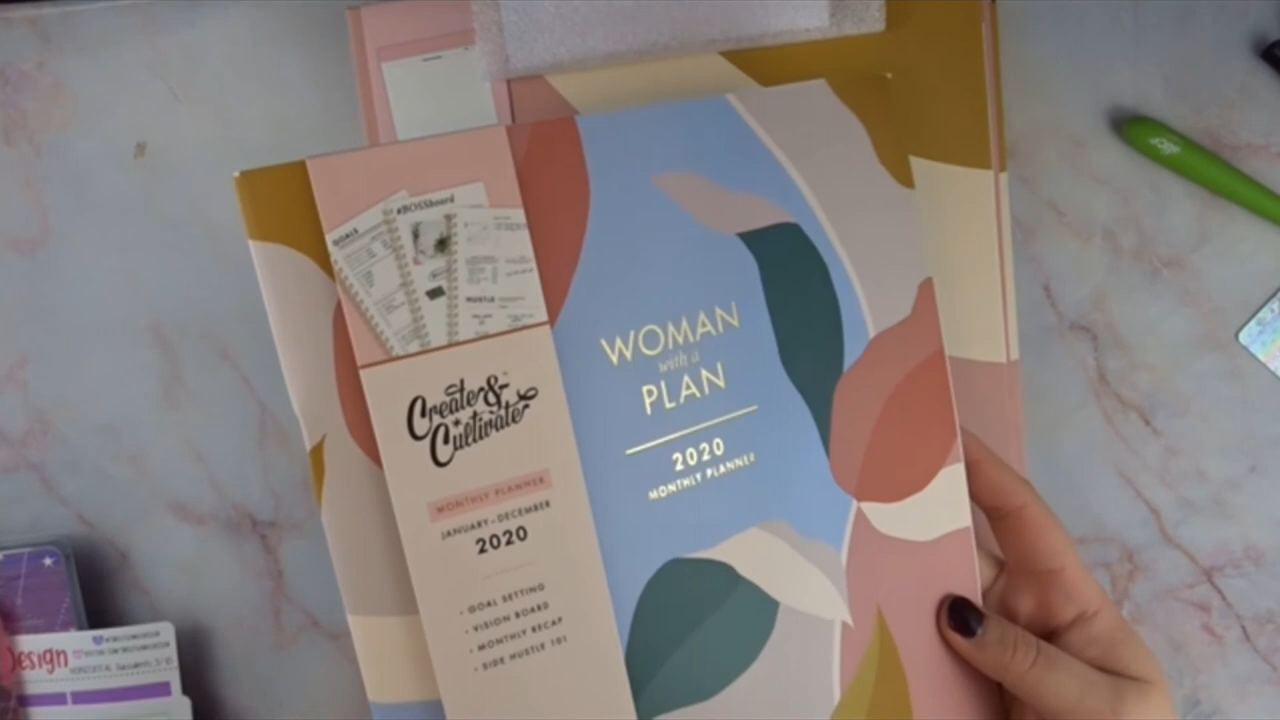 #BOSSboard
GOALS
HUSTLE
Create &
Cultivate
MONTHLY PLANNER
JANUARY–DECEMBER
2020
• GOAL SETTING
• VISION BOARD
• MONTHLY RECAP
• SIDE HUSTLE 101
WOMAN
with a
PLAN
2020
MONTHLY PLANNER
Design